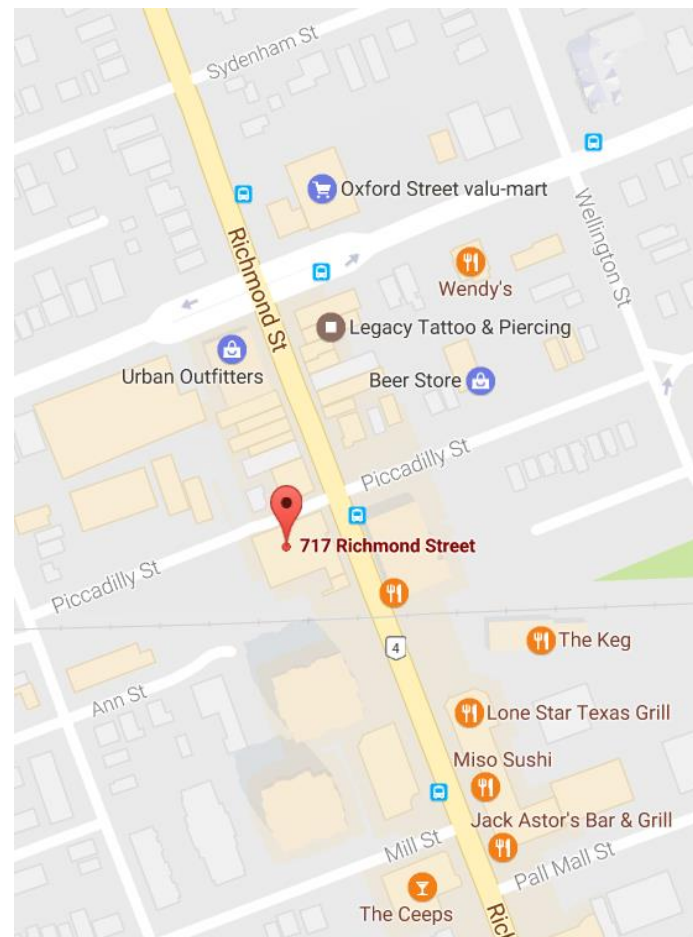 Sydenham St
Oxford Street valu-mart
Wellington St
Richmond St
Wendy's
Legacy Tattoo & Piercing
Urban Outfitters
Beer Store
Piccadilly St
717 Richmond Street
Piccadilly St
4
The Keg
Ann St
Lone Star Texas Grill
Miso Sushi
Jack Astor's Bar & Grill
Mill St
Pall Mall St
The Ceeps
Rich